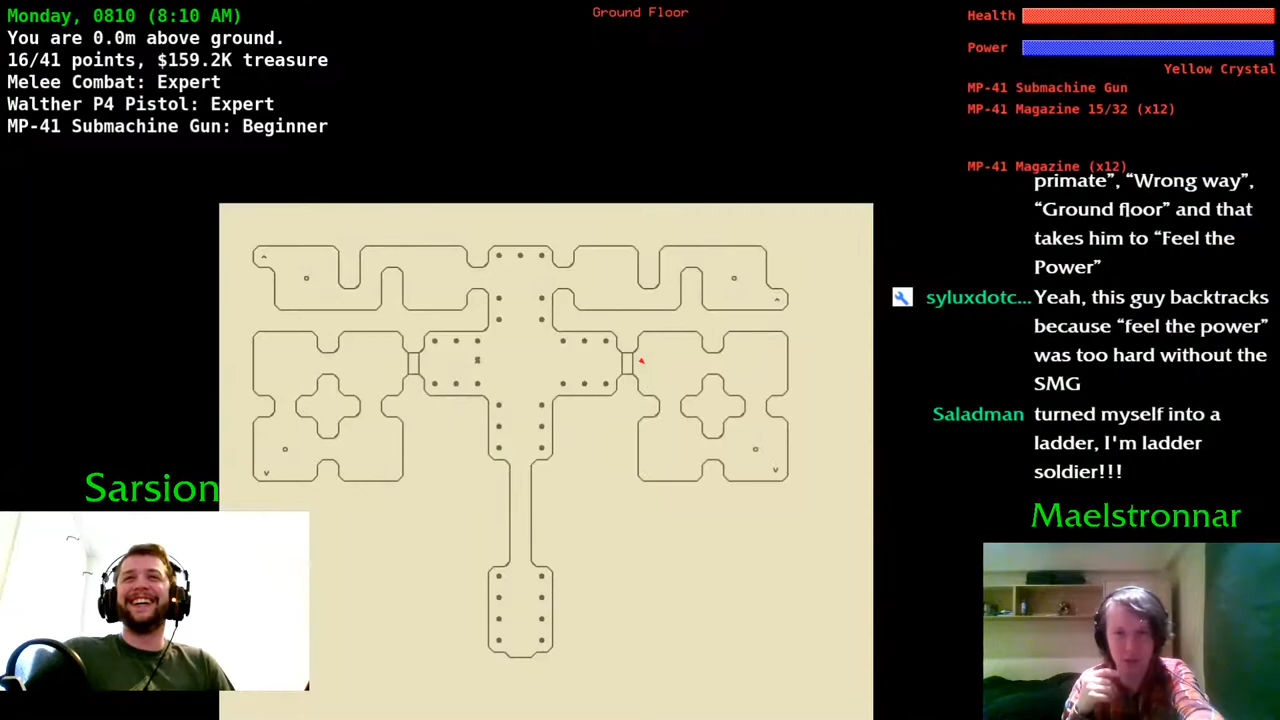 Monday, 0810 (8:10 AM)
You are 0.0m above ground.
16/41 points, $159.2K treasure
Melee Combat: Expert
Walther P4 Pistol: Expert
MP-41 Submachine Gun: Beginner
Ground Floor
Health
Power
Yellow Crystal
MP-41 Submachine Gun
MP-41 Magazine 15/32 (x12)
MP-41 Magazine (x12)
primate”, “Wrong way”,
“Ground floor” and that
takes him to “Feel the
Power”
syluxdotc... Yeah, this guy backtracks
because “feel the power”
was too hard without the
SMG
Saladman turned myself into a
ladder, I'm ladder
soldier!!!
Sarsion
Maelstronnar